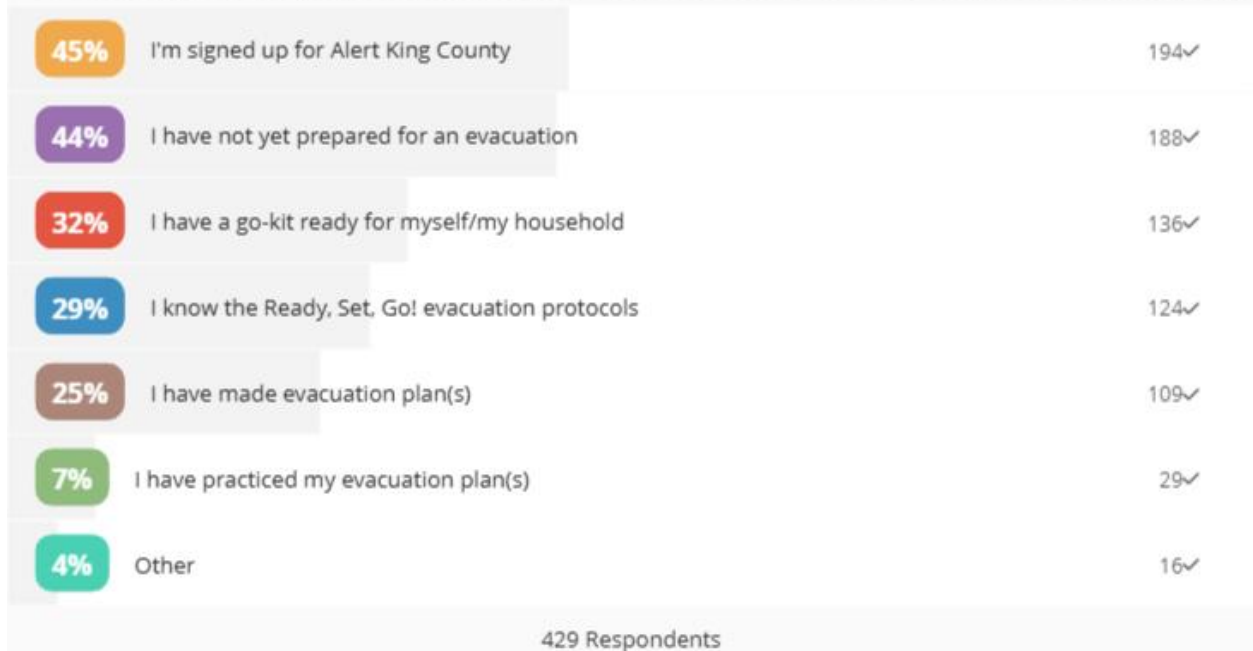 45% I'm signed up for Alert King County 194✓
44% I have not yet prepared for an evacuation 188✓
32% I have a go-kit ready for myself/my household 136✓
29% I know the Ready, Set, Go! evacuation protocols 124✓
25% I have made evacuation plan(s) 109✓
7% I have practiced my evacuation plan(s) 29✓
4% Other 16✓
429 Respondents